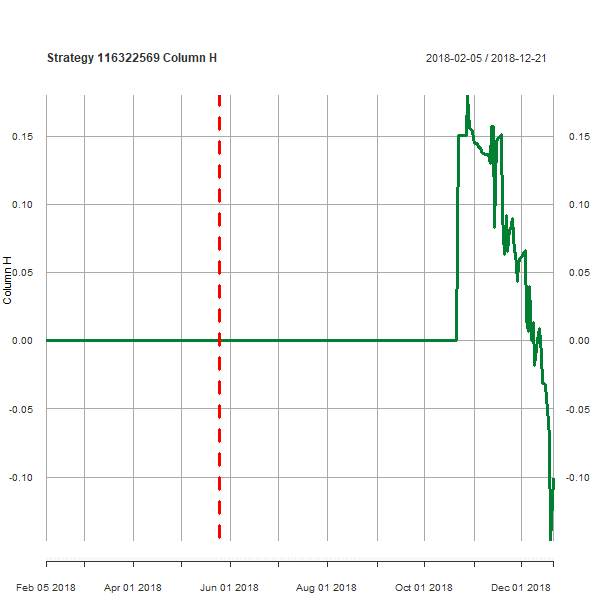 Strategy 116322569 Column H
2018-02-05 / 2018-12-21
Column H
0.15 0.15
0.10 0.10
0.05 0.05
0.00 0.00
-0.05 -0.05
-0.10 -0.10
Feb 05 2018 Apr 01 2018 Jun 01 2018 Aug 01 2018 Oct 01 2018 Dec 01 2018